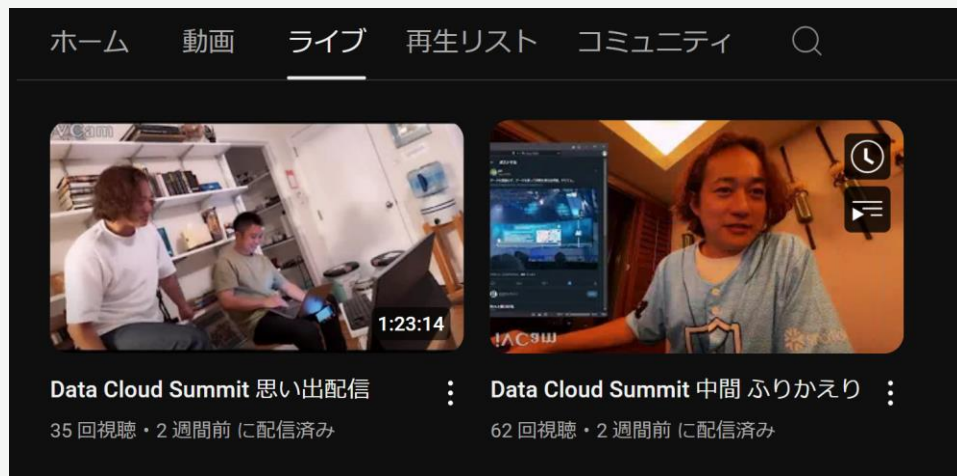 ホーム 動画 ライブ 再生リスト コミュニティ
iVCam
1:23:14
iVCam
Data Cloud Summit 思い出配信
Data Cloud Summit 中間 ふりかえり
35 回視聴・2 週間前 に配信済み
62 回視聴・2 週間前 に配信済み